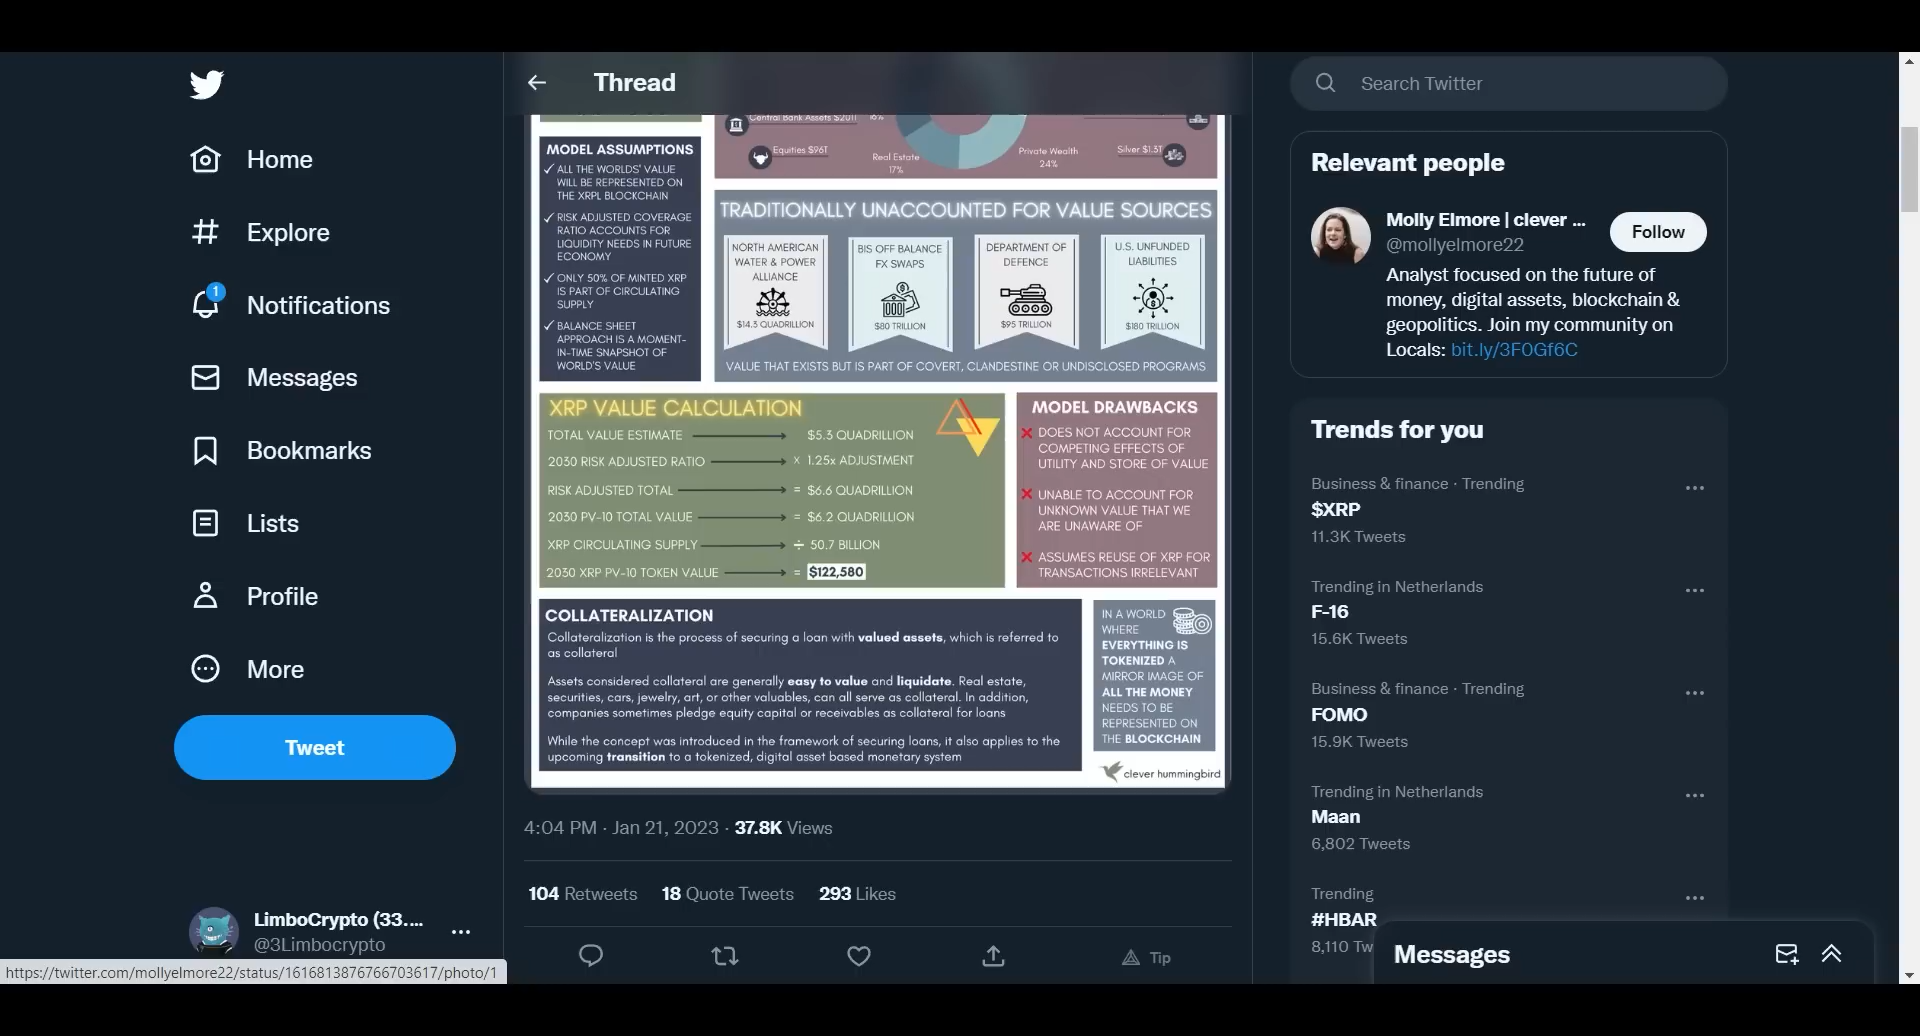 Home
Explore
1
Notifications
Messages
Bookmarks
Lists
Profile
More
Tweet
LimboCrypto (33....
@3Limbocrypto
https://twitter.com/mollyelmore22/status/1616813876766703617/photo/1
Thread
Central Bank Assets $20T
16%
Equities $96T
Real Estate
17%
Private Wealth
24%
Silver $1.3T
MODEL ASSUMPTIONS
ALL THE WORLDS' VALUE
WILL BE REPRESENTED ON
THE XRPL BLOCKCHAIN
RISK ADJUSTED COVERAGE
RATIO ACCOUNTS FOR
LIQUIDITY NEEDS IN FUTURE
ECONOMY
ONLY 50% OF MINTED XRP
IS PART OF CIRCULATING
SUPPLY
BALANCE SHEET
APPROACH IS A MOMENT-
IN-TIME SNAPSHOT OF
WORLD'S VALUE
TRADITIONALLY UNACCOUNTED FOR VALUE SOURCES
NORTH AMERICAN
WATER & POWER
ALLIANCE
$14.3 QUADRILLION
BIS OFF BALANCE
FX SWAPS
$80 TRILLION
DEPARTMENT OF
DEFENCE
$95 TRILLION
U.S. UNFUNDED
LIABILITIES
$180 TRILLION
VALUE THAT EXISTS BUT IS PART OF COVERT, CLANDESTINE OR UNDISCLOSED PROGRAMS
XRP VALUE CALCULATION
TOTAL VALUE ESTIMATE $5.3 QUADRILLION
2030 RISK ADJUSTED RATIO x 1.25x ADJUSTMENT
RISK ADJUSTED TOTAL = $6.6 QUADRILLION
2030 PV-10 TOTAL VALUE = $6.2 QUADRILLION
XRP CIRCULATING SUPPLY ÷ 50.7 BILLION
2030 XRP PV-10 TOKEN VALUE = $122,580
MODEL DRAWBACKS
DOES NOT ACCOUNT FOR
COMPETING EFFECTS OF
UTILITY AND STORE OF VALUE
UNABLE TO ACCOUNT FOR
UNKNOWN VALUE THAT WE
ARE UNAWARE OF
ASSUMES REUSE OF XRP FOR
TRANSACTIONS IRRELEVANT
COLLATERALIZATION
Collateralization is the process of securing a loan with valued assets, which is referred to
as collateral
Assets considered collateral are generally easy to value and liquidate. Real estate,
securities, cars, jewelry, art, or other valuables, can all serve as collateral. In addition,
companies sometimes pledge equity capital or receivables as collateral for loans
While the concept was introduced in the framework of securing loans, it also applies to the
upcoming transition to a tokenized, digital asset based monetary system
IN A WORLD
WHERE
EVERYTHING IS
TOKENIZED A
MIRROR IMAGE OF
ALL THE MONEY
NEEDS TO BE
REPRESENTED ON
THE BLOCKCHAIN
clever hummingbird
4:04 PM · Jan 21, 2023 · 37.8K Views
104 Retweets 18 Quote Tweets 293 Likes
Tip
Search Twitter
Relevant people
Molly Elmore | clever ...
@mollyelmore22
Follow
Analyst focused on the future of
money, digital assets, blockchain &
geopolitics. Join my community on
Locals: bit.ly/3F0Gf6C
Trends for you
Business & finance · Trending
$XRP
11.3K Tweets
Trending in Netherlands
F-16
15.6K Tweets
Business & finance · Trending
FOMO
15.9K Tweets
Trending in Netherlands
Maan
6,802 Tweets
Trending
#HBAR
8,110 Tw
Messages